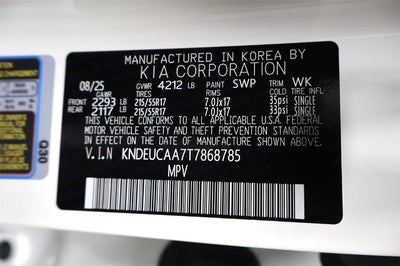 MANUFACTURED IN KOREA BY
KIA CORPORATION
08/25 GVWR 4212 LB PAINT SWP TRIM WK
GAWR TIRES RIMS COLD TIRE INFL
FRONT 2293 LB 215/55R17 7.0Jx17 35psi SINGLE
REAR 2117 LB 215/55R17 7.0Jx17 33psi SINGLE
THIS VEHICLE CONFORMS TO ALL APPLICABLE U.S.A FEDERAL
MOTOR VEHICLE SAFETY AND THEFT PREVENTION STANDARDS
IN EFFECT ON THE DATE OF MANUFACTURE SHOWN ABOVE.
V.I.N KNDEUCAA7T7868785
MPV
Q30